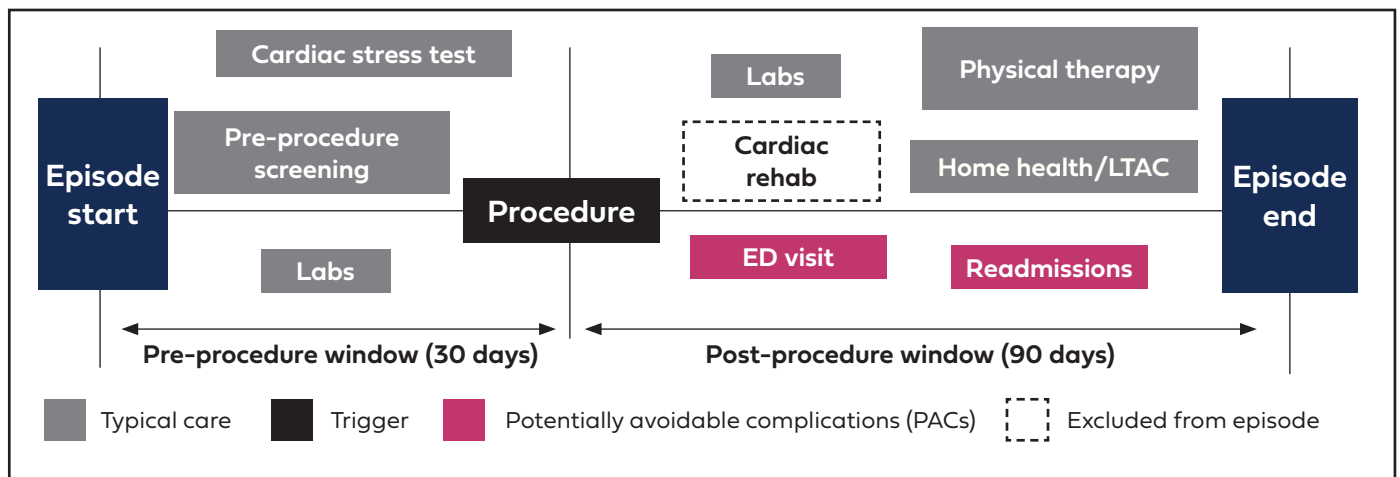 Cardiac stress test
Labs
Physical therapy
Episode
start
Pre-procedure
screening
Cardiac
rehab
Home health/LTAC
Episode
end
Procedure
Labs
ED visit
Readmissions
Pre-procedure window (30 days)
Post-procedure window (90 days)
Typical care
Trigger
Potentially avoidable complications (PACs)
Excluded from episode